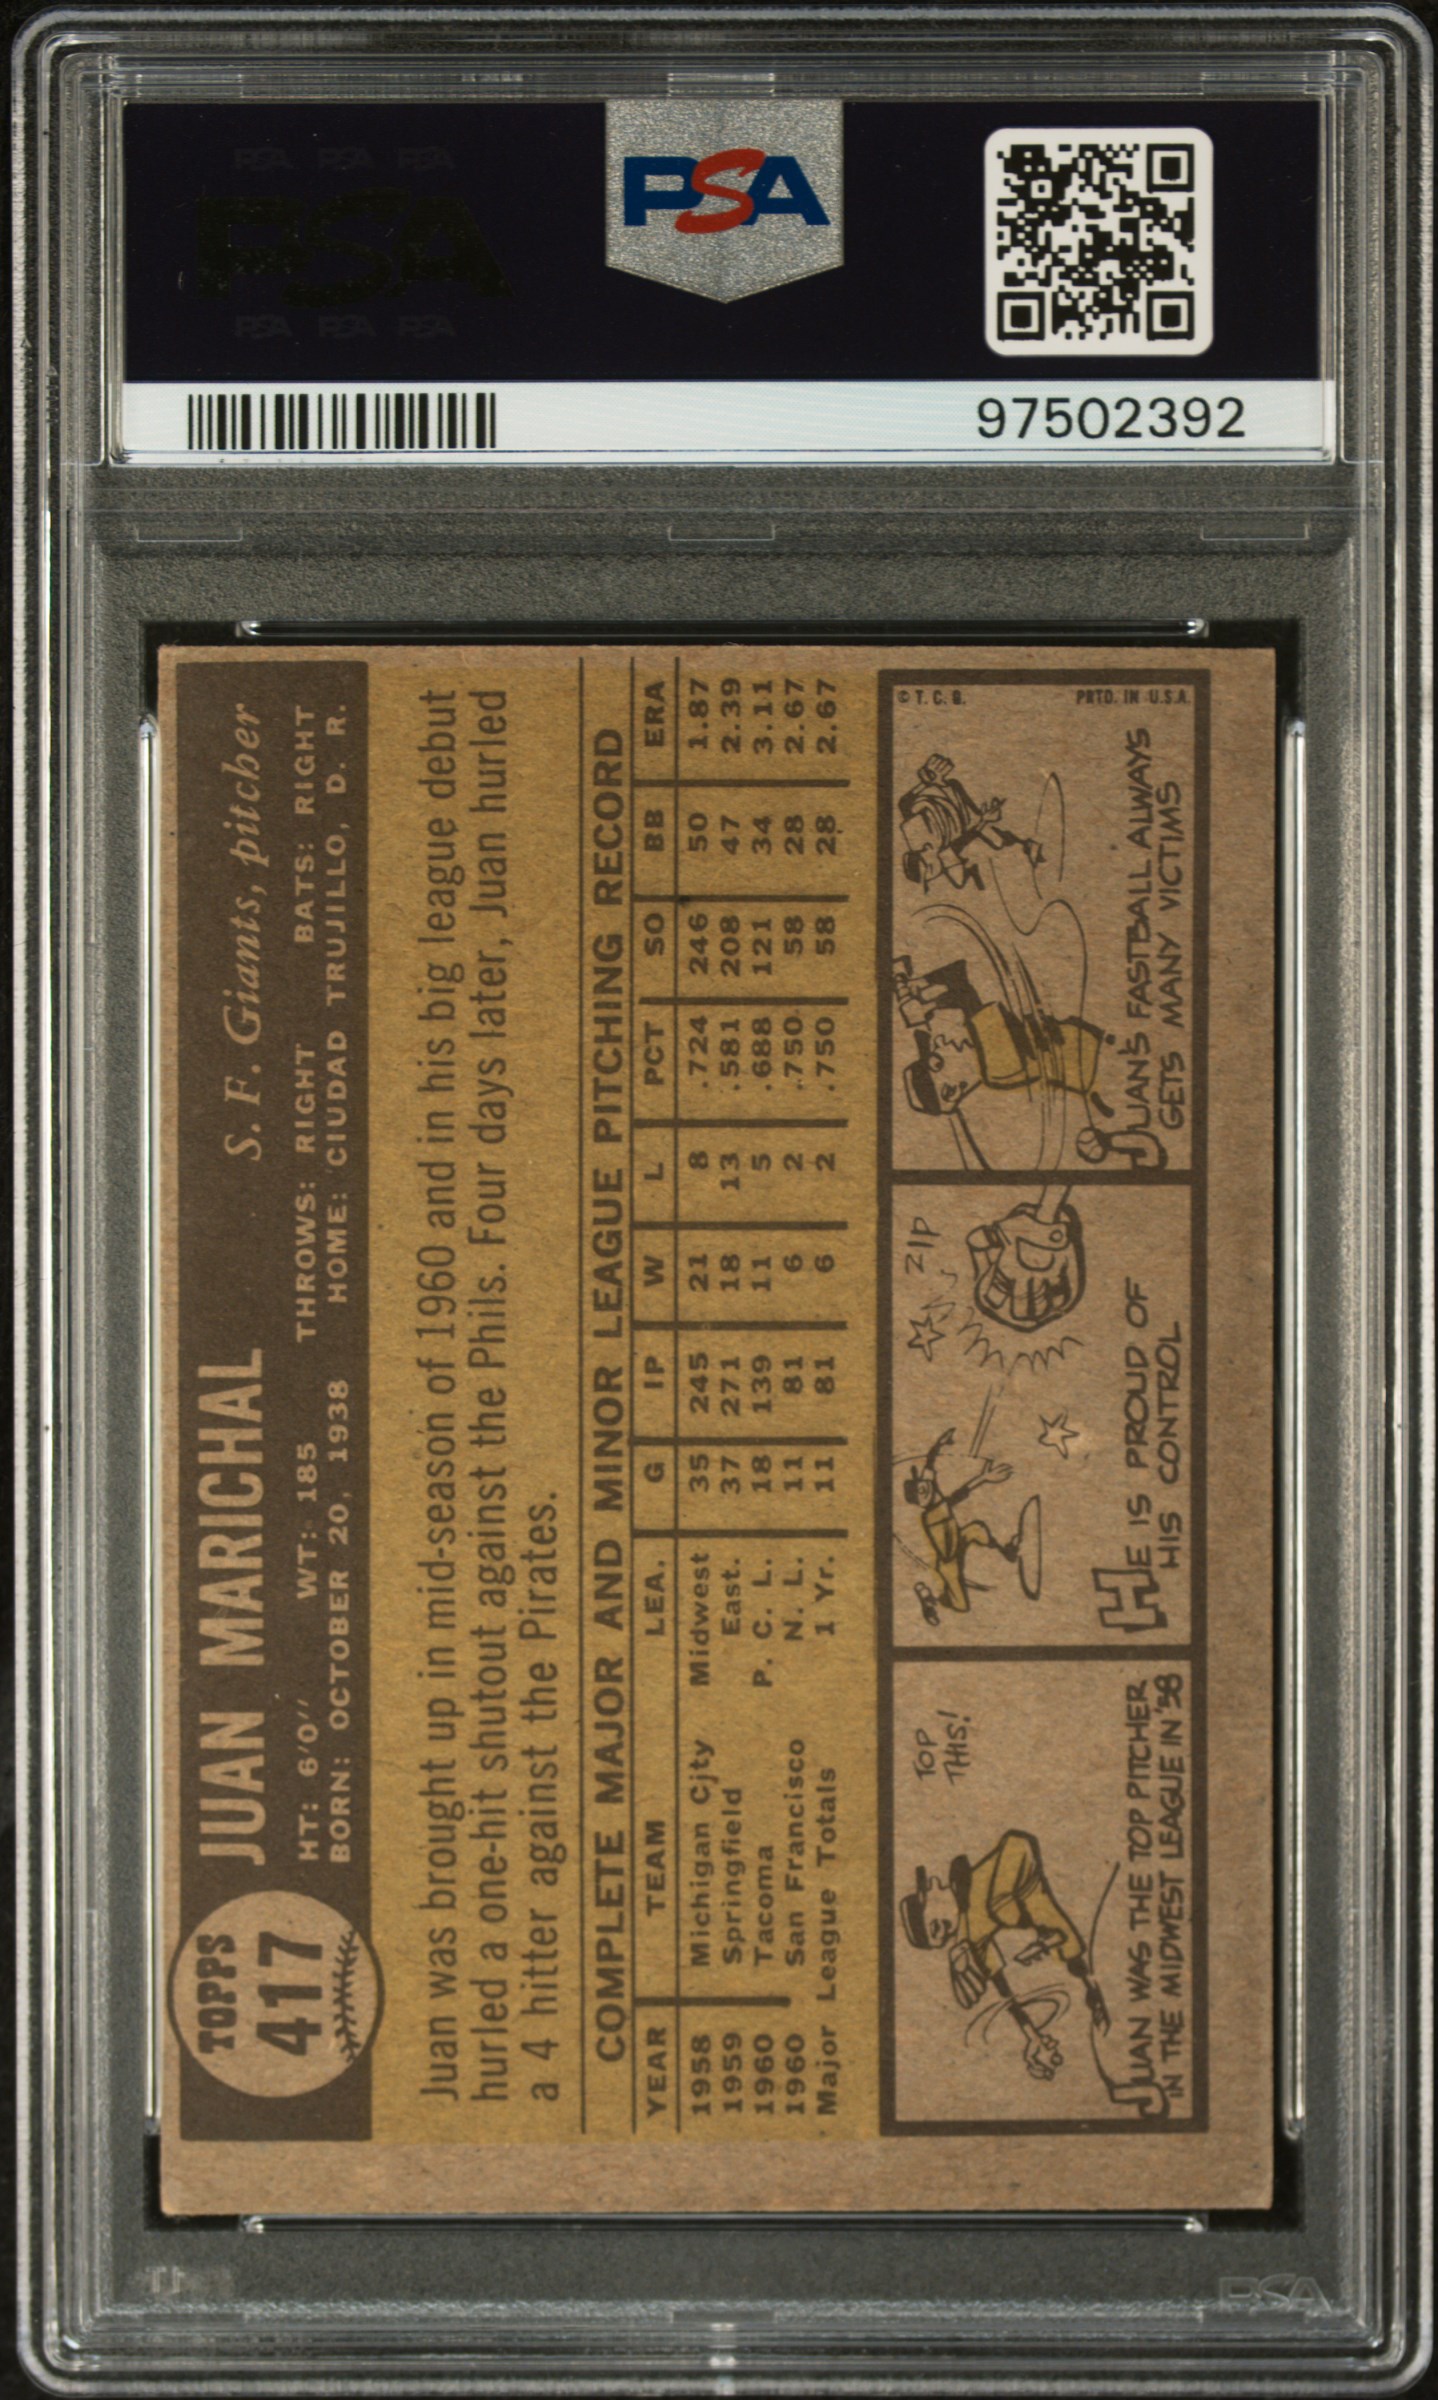 PSA PSA PSA
PSA
PSA PSA PSA
PSA
97502392
TOPPS
417
JUAN MARICHAL S. F. Giants, pitcher
HT: 6'0" WT: 185 THROWS: RIGHT BATS: RIGHT
BORN: OCTOBER 20, 1938 HOME: CIUDAD TRUJILLO, D. R.
Juan was brought up in mid-season of 1960 and in his big league debut
hurled a one-hit shutout against the Phils. Four days later, Juan hurled
a 4 hitter against the Pirates.
COMPLETE MAJOR AND MINOR LEAGUE PITCHING RECORD
YEAR TEAM LEA. G IP W L PCT SO BB ERA
1958 Michigan City Midwest 35 245 21 8 .724 246 50 1.87
1959 Springfield East. 37 271 18 13 .581 208 47 2.39
1960 Tacoma P. C. L. 18 139 11 5 .688 121 34 3.11
1960 San Francisco N. L. 11 81 6 2 .750 58 28 2.67
Major League Totals 1 Yr. 11 81 6 2 .750 58 28 2.67
TOP
THIS!
JUAN WAS THE TOP PITCHER
IN THE MIDWEST LEAGUE IN '58
ZIP
HE IS PROUD OF
HIS CONTROL
© T. C. G. PRTD. IN U.S.A.
JUAN'S FASTBALL ALWAYS
GETS MANY VICTIMS
PSA